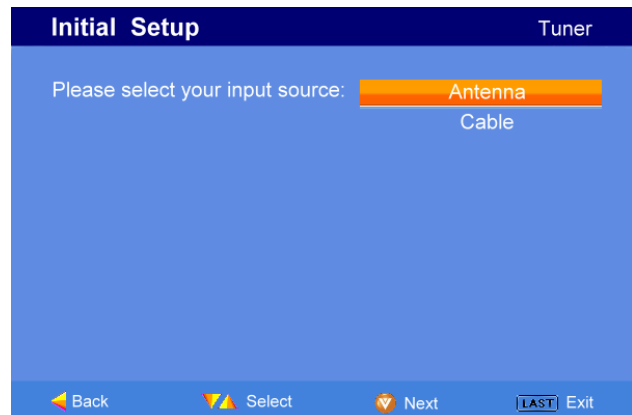 Initial Setup Tuner
Please select your input source: Antenna
Cable
Back Select Next LAST Exit